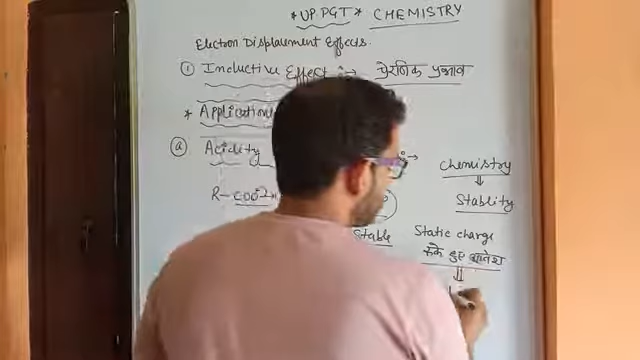 * UP PGT * CHEMISTRY
Electron Displacement Effects.
① Inductive Effect :→ प्रेरणिक प्रभाव
* Application
ⓐ Acidity
Chemistry
⇓
Stablity
R-COO
Stable
Static charge
रुके हुए आवेश
⇓